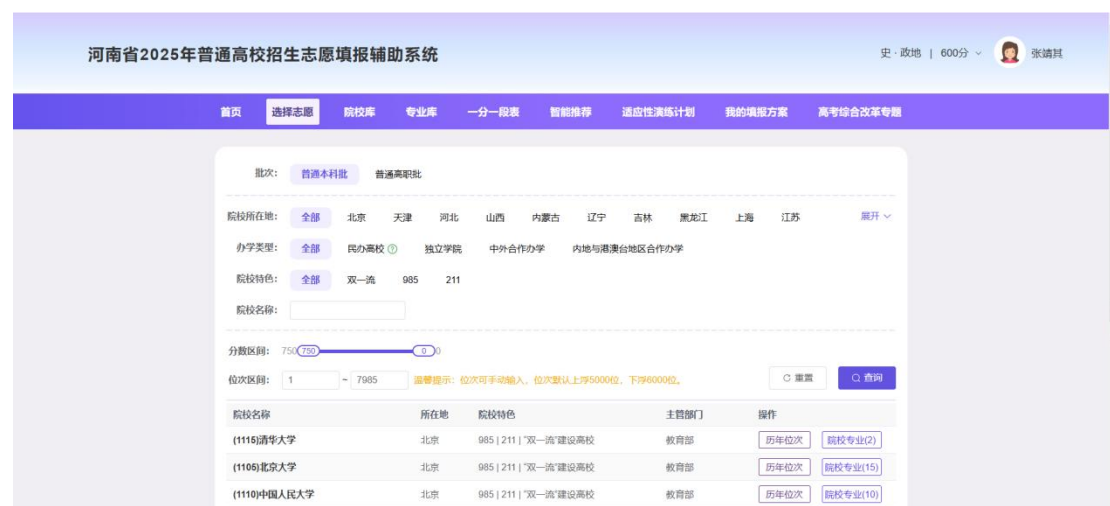 河南省2025年普通高校招生志愿填报辅助系统
史·政地 | 600分 张婧其
首页 选择志愿 院校库 专业库 一分一段表 智能推荐 适应性演练计划 我的填报方案 高考综合改革专题
批次: 普通本科批 普通高职批
院校所在地: 全部 北京 天津 河北 山西 内蒙古 辽宁 吉林 黑龙江 上海 江苏 展开
办学类型: 全部 民办高校 ? 独立学院 中外合作办学 内地与港澳台地区合作办学
院校特色: 全部 双一流 985 211
院校名称:
分数区间: 750 750 0 0
位次区间: 1 ~ 7985 温馨提示: 位次可手动输入，位次默认上浮5000位，下浮6000位。 重置 查询
院校名称 所在地 院校特色 主管部门 操作
(1115)清华大学 北京 985 | 211 | "双一流"建设高校 教育部 历年位次 院校专业(2)
(1105)北京大学 北京 985 | 211 | "双一流"建设高校 教育部 历年位次 院校专业(15)
(1110)中国人民大学 北京 985 | 211 | "双一流"建设高校 教育部 历年位次 院校专业(10)